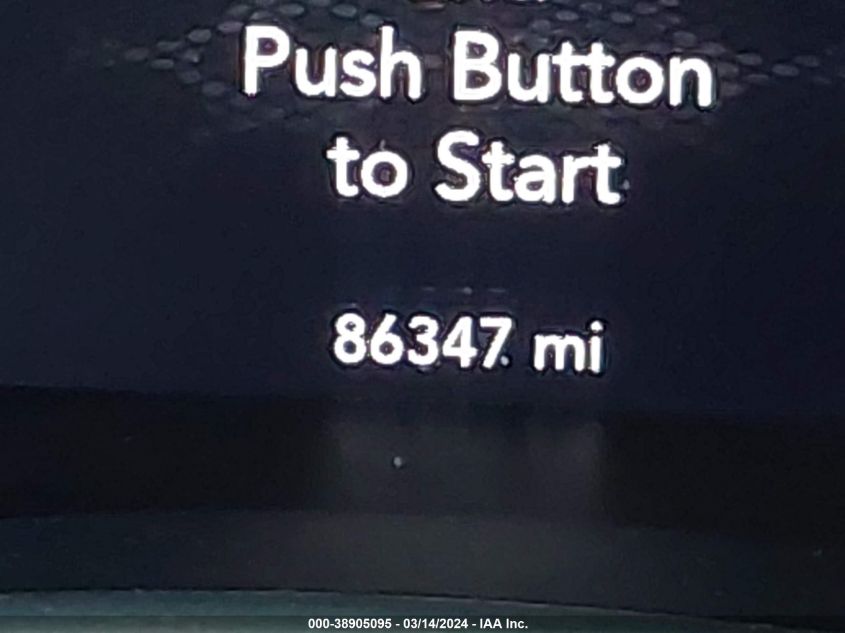 Push Button
to Start
86347 mi
000-38905095 - 03/14/2024 - IAA Inc.